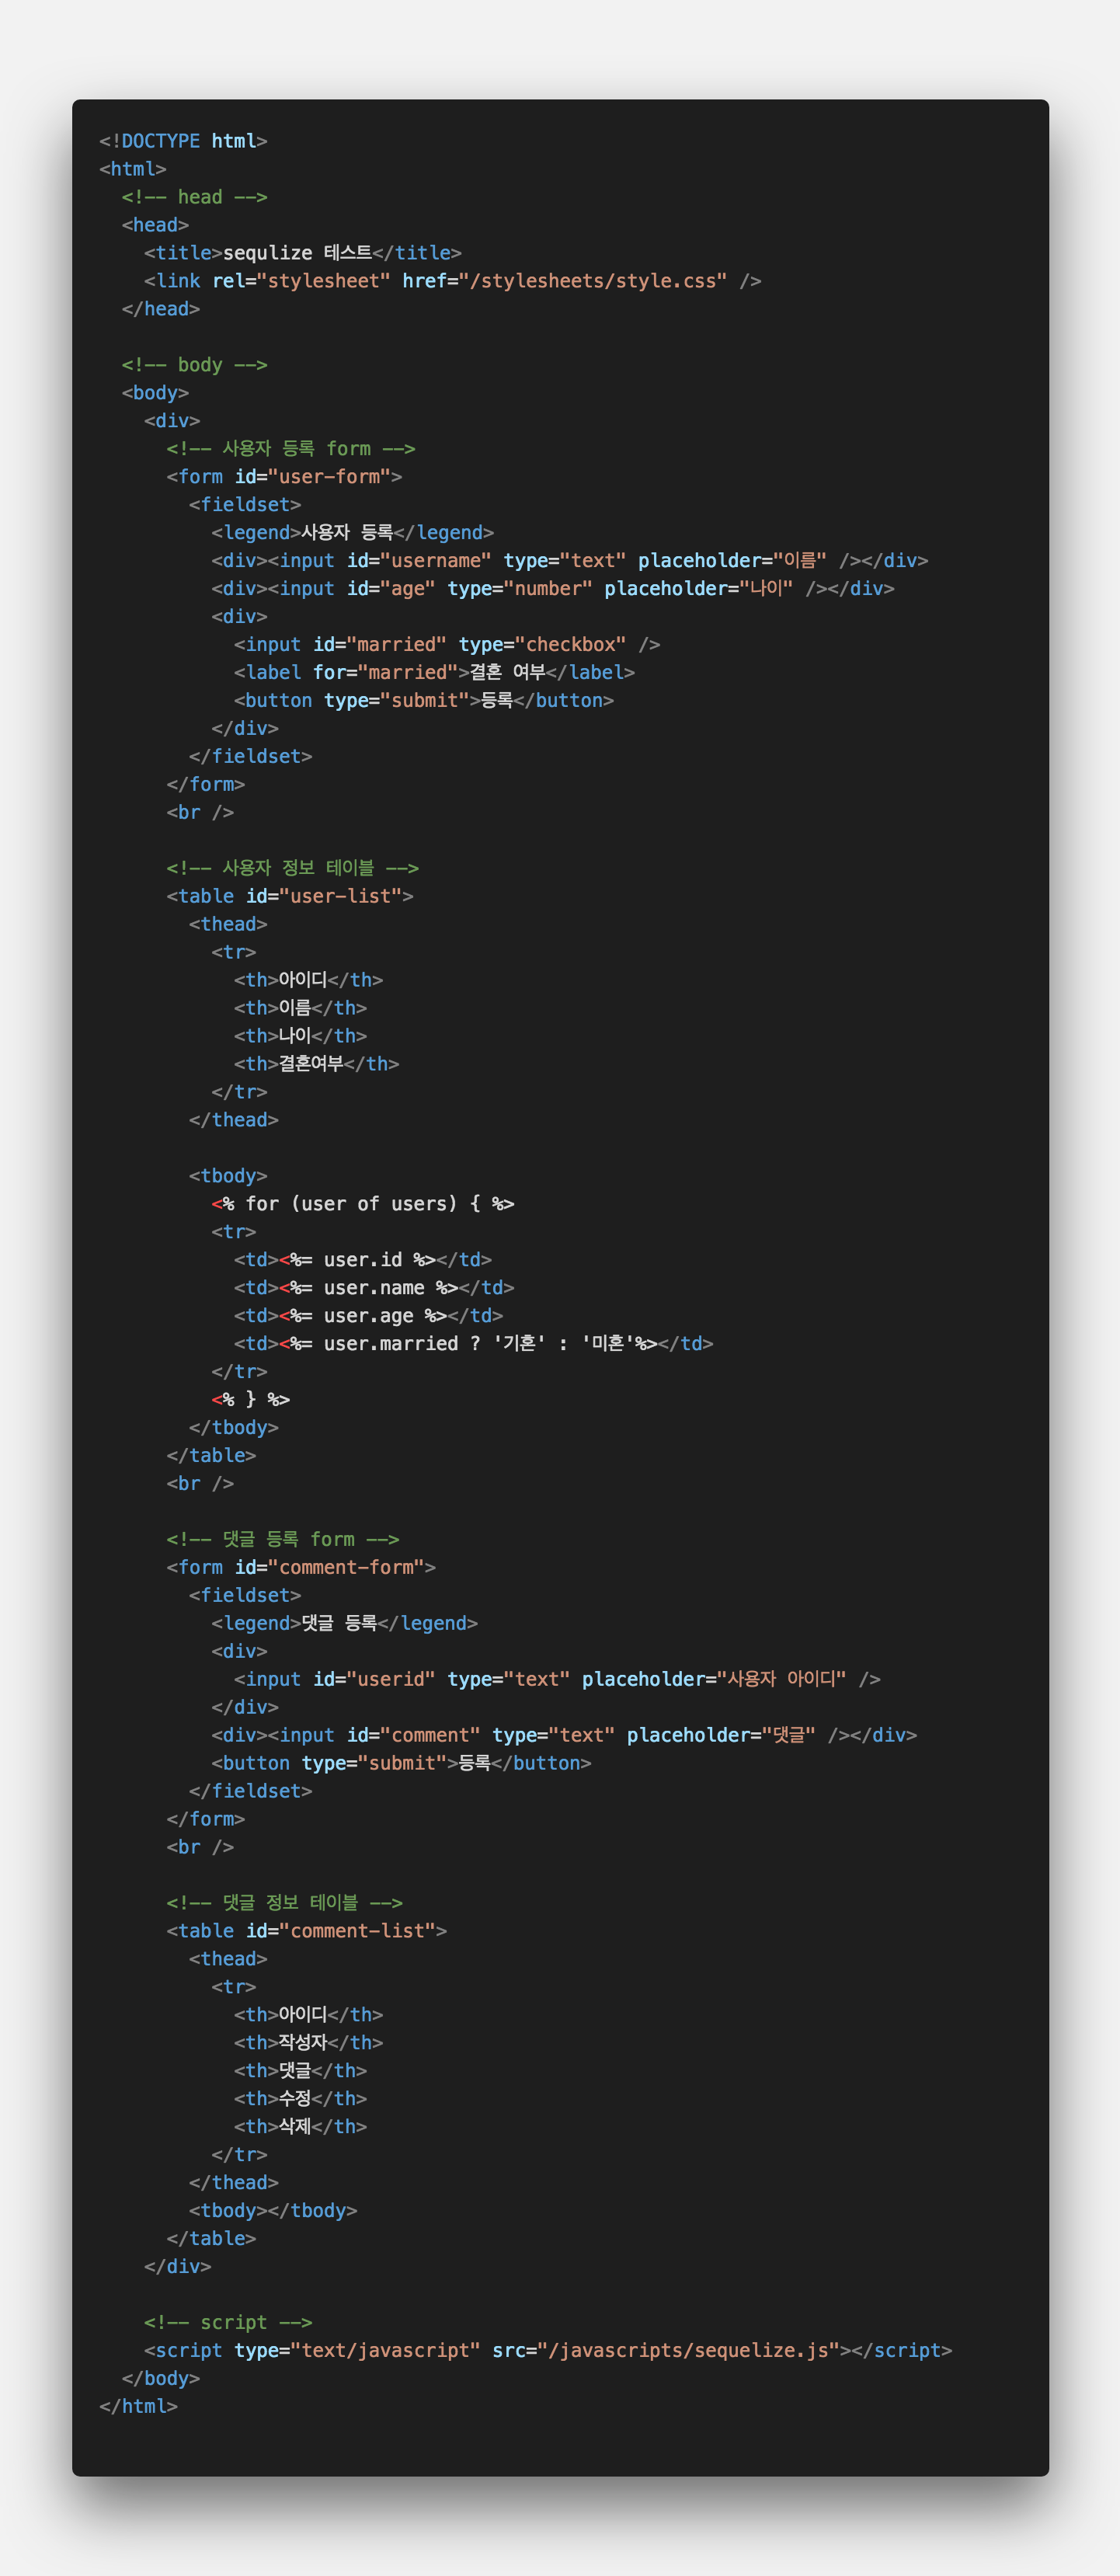 <!DOCTYPE html>
<html>
  <!-- head -->
  <head>
    <title>sequlize 테스트</title>
    <link rel="stylesheet" href="/stylesheets/style.css" />
  </head>

  <!-- body -->
  <body>
    <div>
      <!-- 사용자 등록 form -->
      <form id="user-form">
        <fieldset>
          <legend>사용자 등록</legend>
          <div><input id="username" type="text" placeholder="이름" /></div>
          <div><input id="age" type="number" placeholder="나이" /></div>
          <div>
            <input id="married" type="checkbox" />
            <label for="married">결혼 여부</label>
            <button type="submit">등록</button>
          </div>
        </fieldset>
      </form>
      <br />

      <!-- 사용자 정보 테이블 -->
      <table id="user-list">
        <thead>
          <tr>
            <th>아이디</th>
            <th>이름</th>
            <th>나이</th>
            <th>결혼여부</th>
          </tr>
        </thead>

        <tbody>
          <% for (user of users) { %>
          <tr>
            <td><%= user.id %></td>
            <td><%= user.name %></td>
            <td><%= user.age %></td>
            <td><%= user.married ? '기혼' : '미혼'%></td>
          </tr>
          <% } %>
        </tbody>
      </table>
      <br />

      <!-- 댓글 등록 form -->
      <form id="comment-form">
        <fieldset>
          <legend>댓글 등록</legend>
          <div>
            <input id="userid" type="text" placeholder="사용자 아이디" />
          </div>
          <div><input id="comment" type="text" placeholder="댓글" /></div>
          <button type="submit">등록</button>
        </fieldset>
      </form>
      <br />

      <!-- 댓글 정보 테이블 -->
      <table id="comment-list">
        <thead>
          <tr>
            <th>아이디</th>
            <th>작성자</th>
            <th>댓글</th>
            <th>수정</th>
            <th>삭제</th>
          </tr>
        </thead>
        <tbody></tbody>
      </table>
    </div>

    <!-- script -->
    <script type="text/javascript" src="/javascripts/sequelize.js"></script>
  </body>
</html>